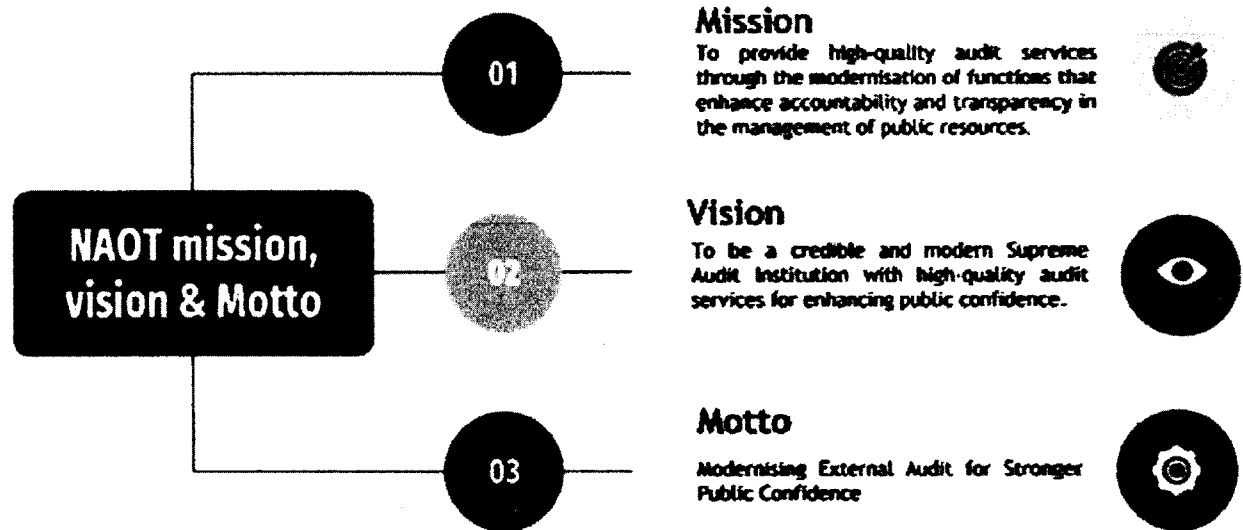 NAOT mission,
vision & Motto
01
Mission
To provide high-quality audit services
through the modernisation of functions that
enhance accountability and transparency in
the management of public resources.
02
Vision
To be a credible and modern Supreme
Audit Institution with high-quality audit
services for enhancing public confidence.
03
Motto
Modernising External Audit for Stronger
Public Confidence